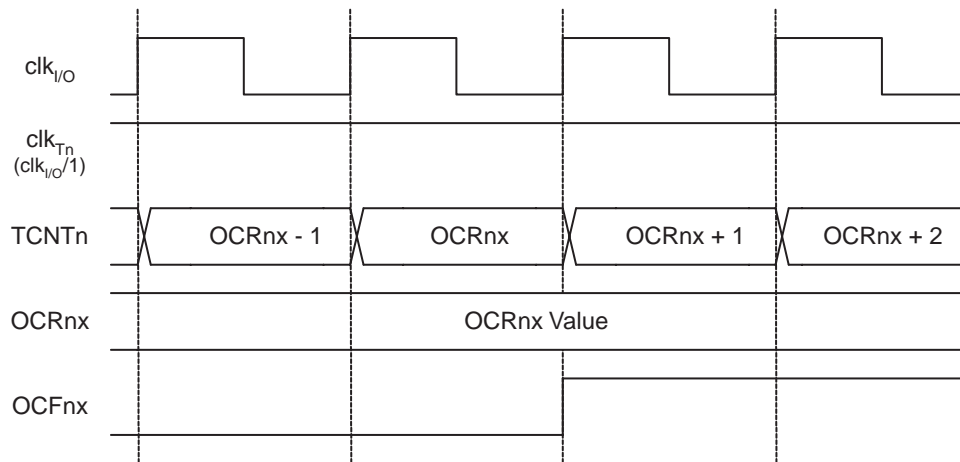 clkI/O
clkTn
(clkI/O/1)
TCNTn OCRnx - 1 OCRnx OCRnx + 1 OCRnx + 2
OCRnx OCRnx Value
OCFnx